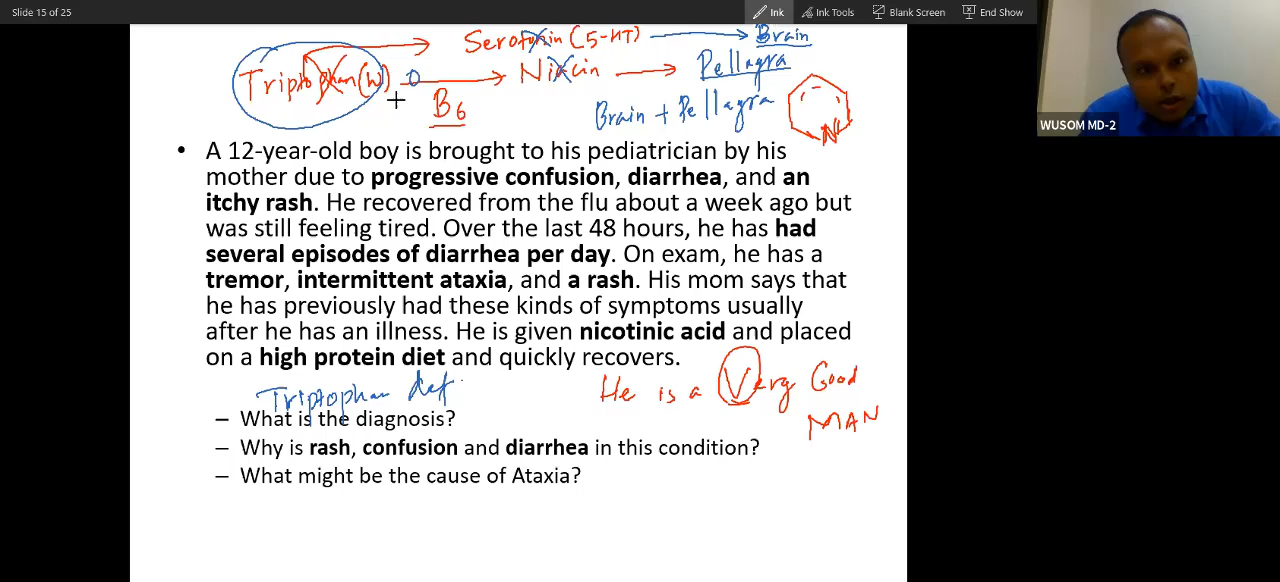 Slide 15 of 25
Ink
Ink Tools
Blank Screen
End Show
Serotonin (5-HT)
Brain
Triptophan (W)
Niacin
Pellagra
B6
Brain + Pellagra
N
WUSOM MD-2
• A 12-year-old boy is brought to his pediatrician by his
mother due to progressive confusion, diarrhea, and an
itchy rash. He recovered from the flu about a week ago but
was still feeling tired. Over the last 48 hours, he has had
several episodes of diarrhea per day. On exam, he has a
tremor, intermittent ataxia, and a rash. His mom says that
he has previously had these kinds of symptoms usually
after he has an illness. He is given nicotinic acid and placed
on a high protein diet and quickly recovers.
Triptophan def.
He is a Very Good
MAN
– What is the diagnosis?
– Why is rash, confusion and diarrhea in this condition?
– What might be the cause of Ataxia?